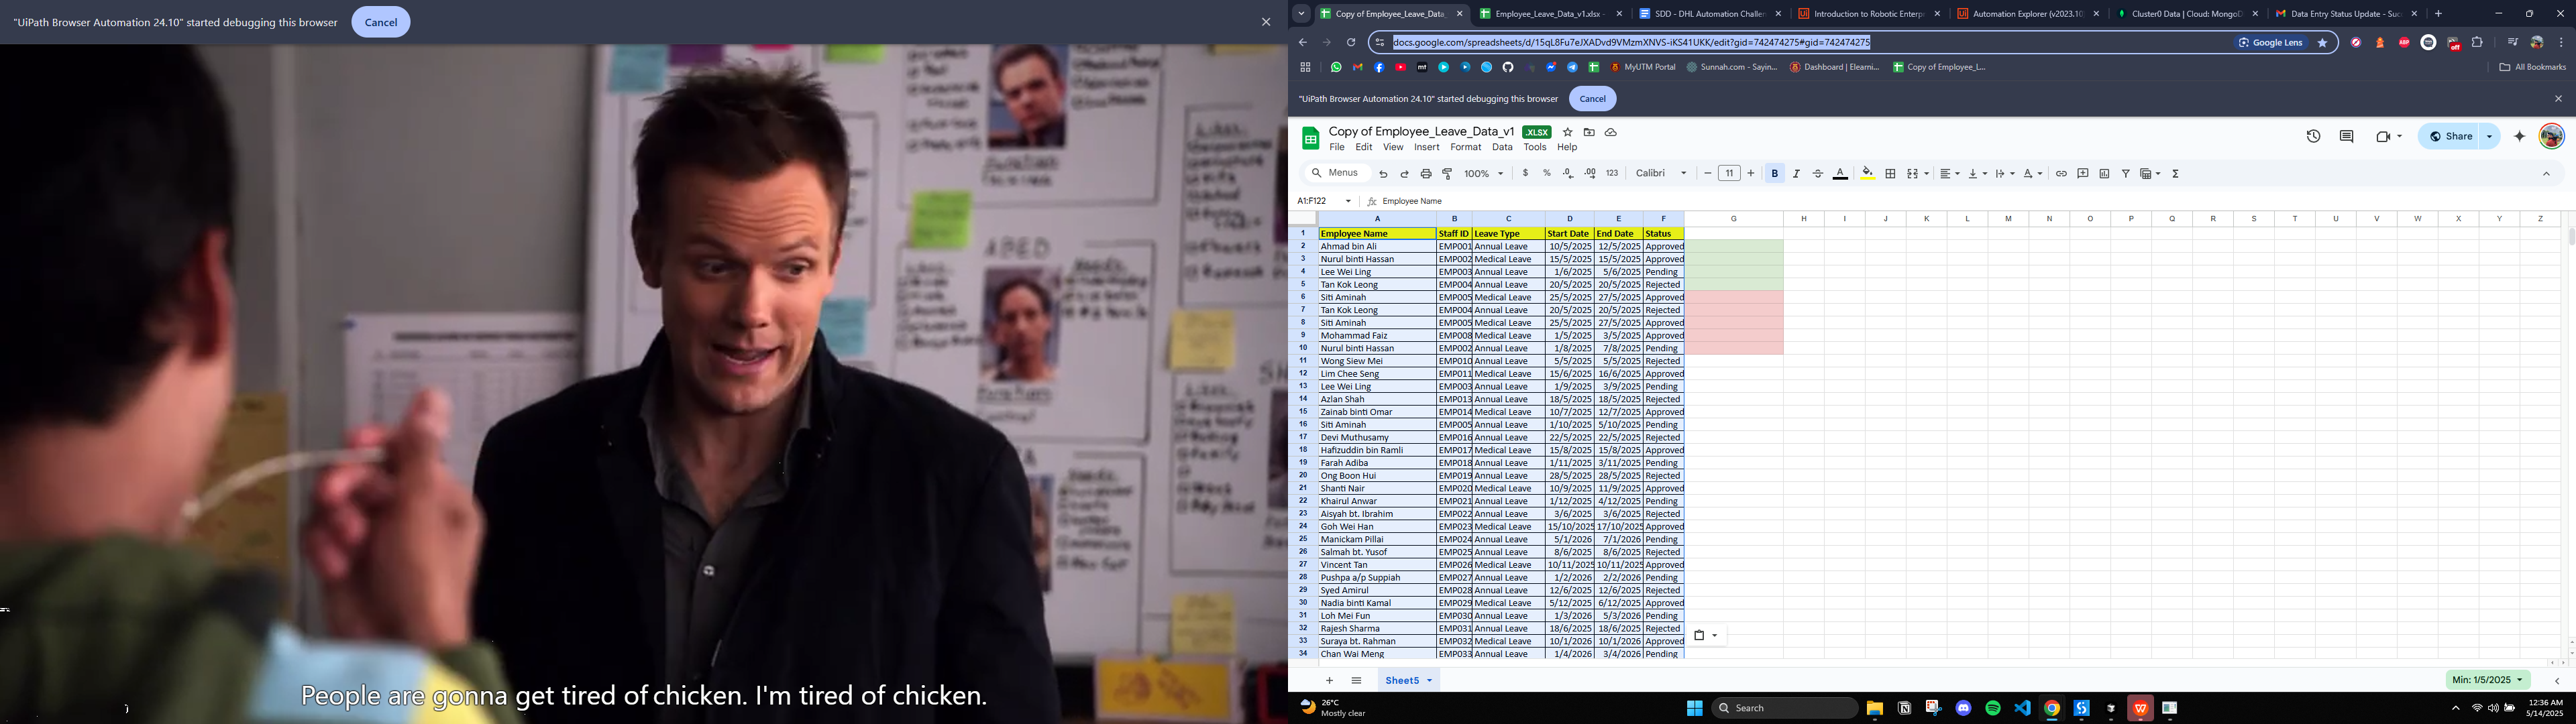 "UiPath Browser Automation 24.10" started debugging this browser
Cancel
ABED
People are gonna get tired of chicken. I'm tired of chicken.
Copy of Employee_Leave_Data_
Employee_Leave_Data_v1.xlsx -
SDD - DHL Automation Challen
Introduction to Robotic Enterpr
Automation Explorer (v2023.10
Cluster0 Data | Cloud: MongoD
Data Entry Status Update - Suc
docs.google.com/spreadsheets/d/15qL8Fu7eJXADvd9VMzmXNVS-iKS41UKK/edit?gid=742474275#gid=742474275
Google Lens
MyUTM Portal
Sunnah.com - Sayin...
Dashboard | Elearni...
Copy of Employee_L...
All Bookmarks
"UiPath Browser Automation 24.10" started debugging this browser
Cancel
Copy of Employee_Leave_Data_v1 .XLSX
File Edit View Insert Format Data Tools Help
Share
Menus 100% $ % .0 .00 123 Calibri 11 B I A
A1:F122 fx Employee Name
A B C D E F G H I J K L M N O P Q R S T U V W X Y Z
1 Employee Name Staff ID Leave Type Start Date End Date Status
2 Ahmad bin Ali EMP001 Annual Leave 10/5/2025 12/5/2025 Approved
3 Nurul binti Hassan EMP002 Medical Leave 15/5/2025 15/5/2025 Approved
4 Lee Wei Ling EMP003 Annual Leave 1/6/2025 5/6/2025 Pending
5 Tan Kok Leong EMP004 Annual Leave 20/5/2025 20/5/2025 Rejected
6 Siti Aminah EMP005 Medical Leave 25/5/2025 27/5/2025 Approved
7 Tan Kok Leong EMP004 Annual Leave 20/5/2025 20/5/2025 Rejected
8 Siti Aminah EMP005 Medical Leave 25/5/2025 27/5/2025 Approved
9 Mohammad Faiz EMP008 Medical Leave 1/5/2025 3/5/2025 Approved
10 Nurul binti Hassan EMP002 Annual Leave 1/8/2025 7/8/2025 Pending
11 Wong Siew Mei EMP010 Annual Leave 5/5/2025 5/5/2025 Rejected
12 Lim Chee Seng EMP011 Medical Leave 15/6/2025 16/6/2025 Approved
13 Lee Wei Ling EMP003 Annual Leave 1/9/2025 3/9/2025 Pending
14 Azlan Shah EMP013 Annual Leave 18/5/2025 18/5/2025 Rejected
15 Zainab binti Omar EMP014 Medical Leave 10/7/2025 12/7/2025 Approved
16 Siti Aminah EMP005 Annual Leave 1/10/2025 5/10/2025 Pending
17 Devi Muthusamy EMP016 Annual Leave 22/5/2025 22/5/2025 Rejected
18 Hafizuddin bin Ramli EMP017 Medical Leave 15/8/2025 15/8/2025 Approved
19 Farah Adiba EMP018 Annual Leave 1/11/2025 3/11/2025 Pending
20 Ong Boon Hui EMP019 Annual Leave 28/5/2025 28/5/2025 Rejected
21 Shanti Nair EMP020 Medical Leave 10/9/2025 11/9/2025 Approved
22 Khairul Anwar EMP021 Annual Leave 1/12/2025 4/12/2025 Pending
23 Aisyah bt. Ibrahim EMP022 Annual Leave 3/6/2025 3/6/2025 Rejected
24 Goh Wei Han EMP023 Medical Leave 15/10/2025 17/10/2025 Approved
25 Manickam Pillai EMP024 Annual Leave 5/1/2026 7/1/2026 Pending
26 Salmah bt. Yusof EMP025 Annual Leave 8/6/2025 8/6/2025 Rejected
27 Vincent Tan EMP026 Medical Leave 10/11/2025 10/11/2025 Approved
28 Pushpa a/p Suppiah EMP027 Annual Leave 1/2/2026 2/2/2026 Pending
29 Syed Amirul EMP028 Annual Leave 12/6/2025 12/6/2025 Rejected
30 Nadia binti Kamal EMP029 Medical Leave 5/12/2025 6/12/2025 Approved
31 Loh Mei Fun EMP030 Annual Leave 1/3/2026 5/3/2026 Pending
32 Rajesh Sharma EMP031 Annual Leave 18/6/2025 18/6/2025 Rejected
33 Suraya bt. Rahman EMP032 Medical Leave 10/1/2026 10/1/2026 Approved
34 Chan Wai Meng EMP033 Annual Leave 1/4/2026 3/4/2026 Pending
Sheet5
Min: 1/5/2025
26°C
Mostly clear
Search
12:36 AM
5/14/2025